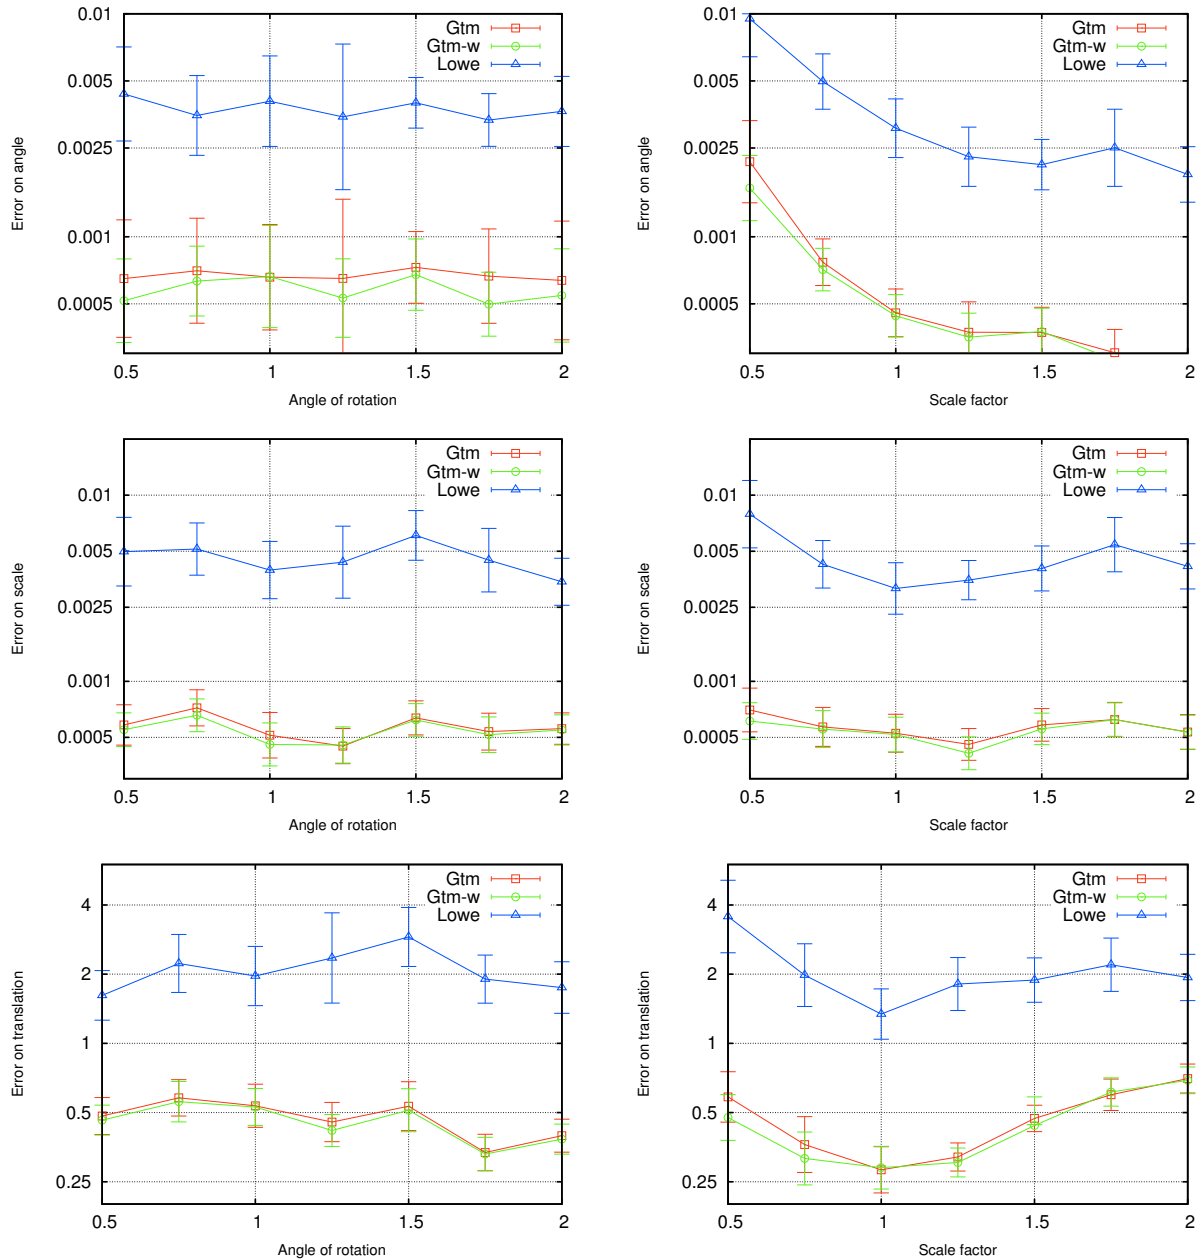 0.01
0.005
0.0025
0.001
0.0005
0.5
1
1.5
2
Error on angle
Angle of rotation
Gtm
Gtm-w
Lowe
0.01
0.005
0.0025
0.001
0.0005
0.5
1
1.5
2
Error on angle
Scale factor
Gtm
Gtm-w
Lowe
0.01
0.005
0.0025
0.001
0.0005
0.5
1
1.5
2
Error on scale
Angle of rotation
Gtm
Gtm-w
Lowe
0.01
0.005
0.0025
0.001
0.0005
0.5
1
1.5
2
Error on scale
Scale factor
Gtm
Gtm-w
Lowe
4
2
1
0.5
0.25
0.5
1
1.5
2
Error on translation
Angle of rotation
Gtm
Gtm-w
Lowe
4
2
1
0.5
0.25
0.5
1
1.5
2
Error on translation
Scale factor
Gtm
Gtm-w
Lowe